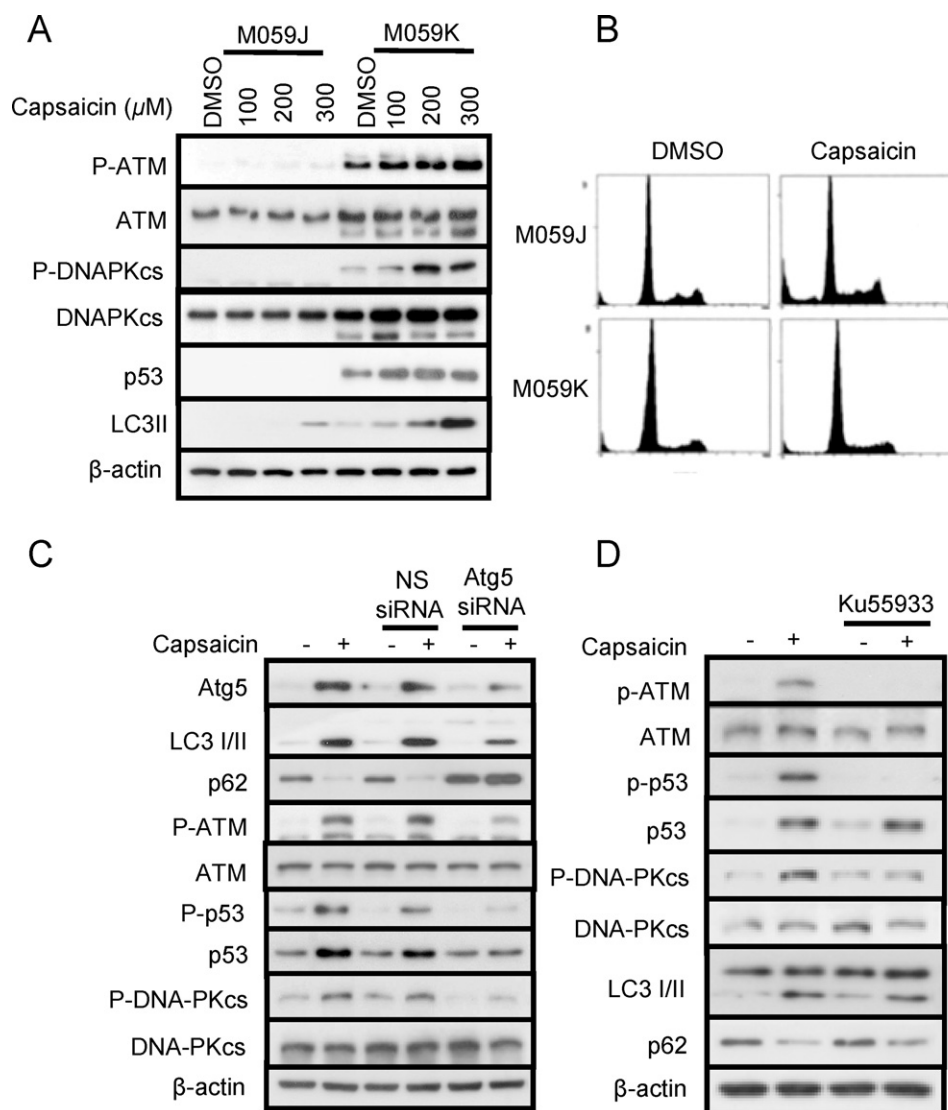 A
M059J M059K
Capsaicin (µM) DMSO 100 200 300 DMSO 100 200 300
P-ATM
ATM
P-DNAPKcs
DNAPKcs
p53
LC3II
β-actin
B
DMSO Capsaicin
M059J
M059K
C
NS siRNA Atg5 siRNA
Capsaicin - + - + - +
Atg5
LC3 I/II
p62
P-ATM
ATM
P-p53
p53
P-DNA-PKcs
DNA-PKcs
β-actin
D
Ku55933
Capsaicin - + - +
p-ATM
ATM
p-p53
p53
P-DNA-PKcs
DNA-PKcs
LC3 I/II
p62
β-actin